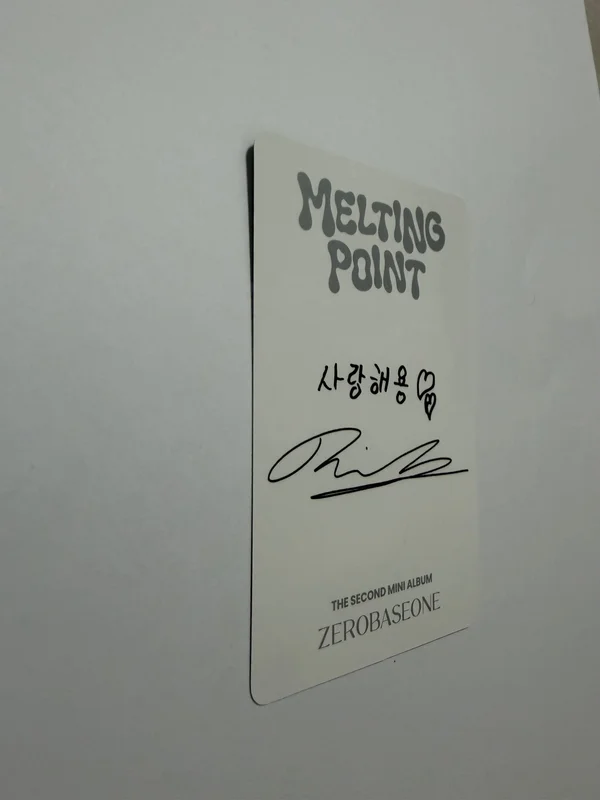 MELTING
POINT
사랑해용
THE SECOND MINI ALBUM
ZEROBASEONE